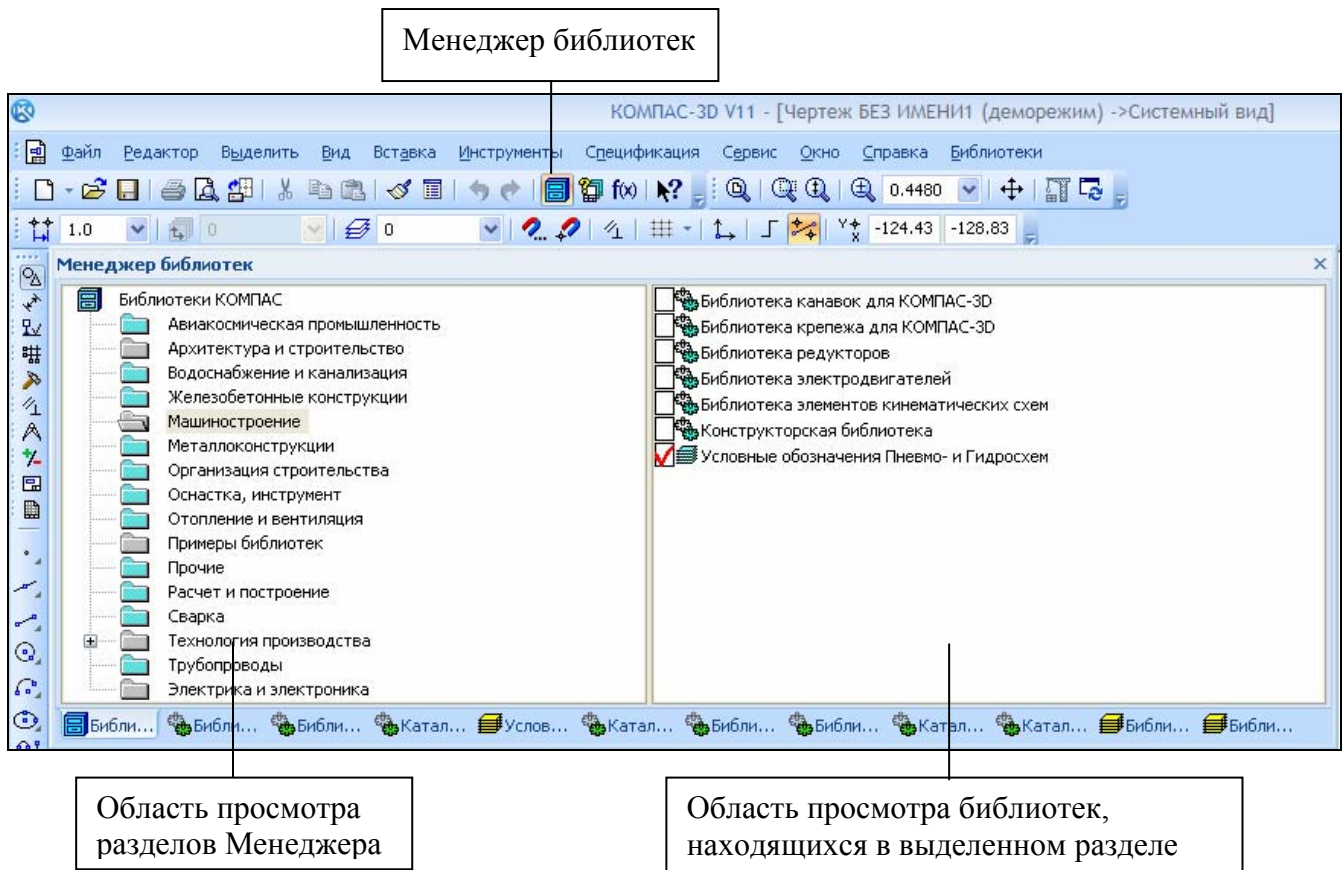 Менеджер библиотек
КОМПАС-3D V11 - [Чертеж БЕЗ ИМЕНИ1 (деморежим) ->Системный вид]
Файл Редактор Выделить Вид Вставка Инструменты Спецификация Сервис Окно Справка Библиотеки
f(x) 0.4480
1.0 0 0 -124.43 -128.83
Менеджер библиотек
Библиотеки КОМПАС
Авиакосмическая промышленность
Архитектура и строительство
Водоснабжение и канализация
Железобетонные конструкции
Машиностроение
Металлоконструкции
Организация строительства
Оснастка, инструмент
Отопление и вентиляция
Примеры библиотек
Прочие
Расчет и построение
Сварка
Технология производства
Трубопроводы
Электрика и электроника
Библиотека канавок для КОМПАС-3D
Библиотека крепежа для КОМПАС-3D
Библиотека редукторов
Библиотека электродвигателей
Библиотека элементов кинематических схем
Конструкторская библиотека
Условные обозначения Пневмо- и Гидросхем
Библи... Библи... Библи... Катал... Услов... Катал... Библи... Библи... Катал... Катал... Библи... Библи...
Область просмотра
разделов Менеджера
Область просмотра библиотек,
находящихся в выделенном разделе